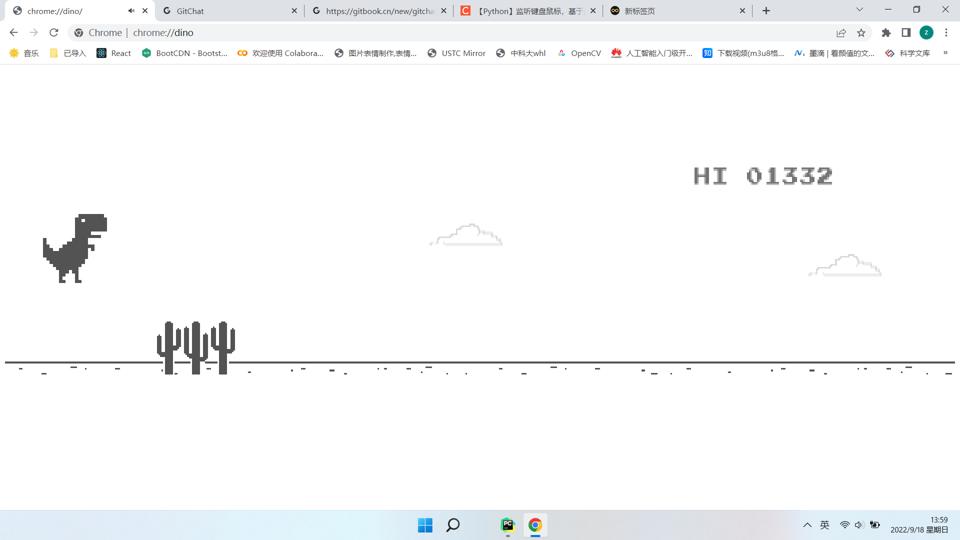 chrome://dino/
GitChat
https://gitbook.cn/new/gitcha
【Python】监听键盘鼠标，基于
新标签页
Chrome | chrome://dino
z
音乐
已导入
React
BootCDN - Bootst...
欢迎使用 Colabora...
图片表情制作,表情...
USTC Mirror
中科大whl
OpenCV
人工智能入门级开...
知
下载视频(m3u8格...
墨滴 | 看颜值的文...
科学文库
»
HI 01332
PC
英
13:59
2022/9/18 星期日